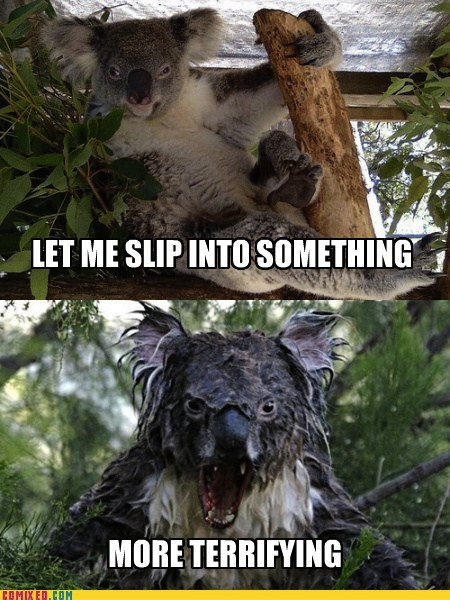 LET ME SLIP INTO SOMETHING
MORE TERRIFYING
COMIXED.COM